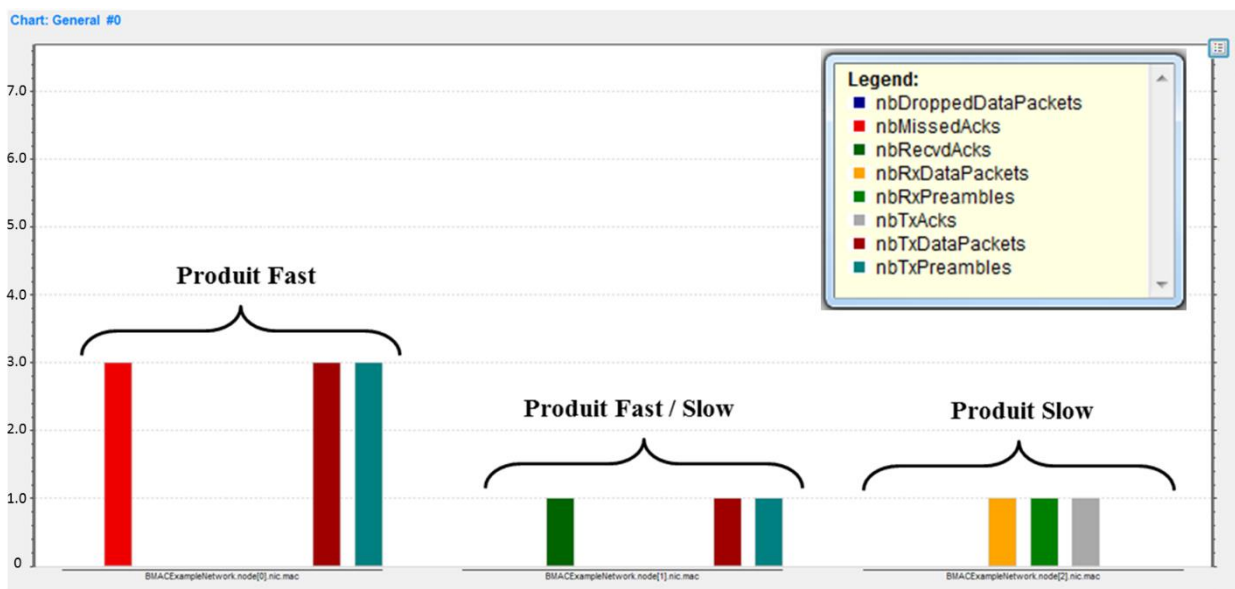 Chart: General #0
7.0
6.0
5.0
4.0
3.0
2.0
1.0
0
Legend:
nbDroppedDataPackets
nbMissedAcks
nbRecvdAcks
nbRxDataPackets
nbRxPreambles
nbTxAcks
nbTxDataPackets
nbTxPreambles
Produit Fast
Produit Fast / Slow
Produit Slow
BMACExampleNetwork.node[0].nic.mac
BMACExampleNetwork.node[1].nic.mac
BMACExampleNetwork.node[2].nic.mac